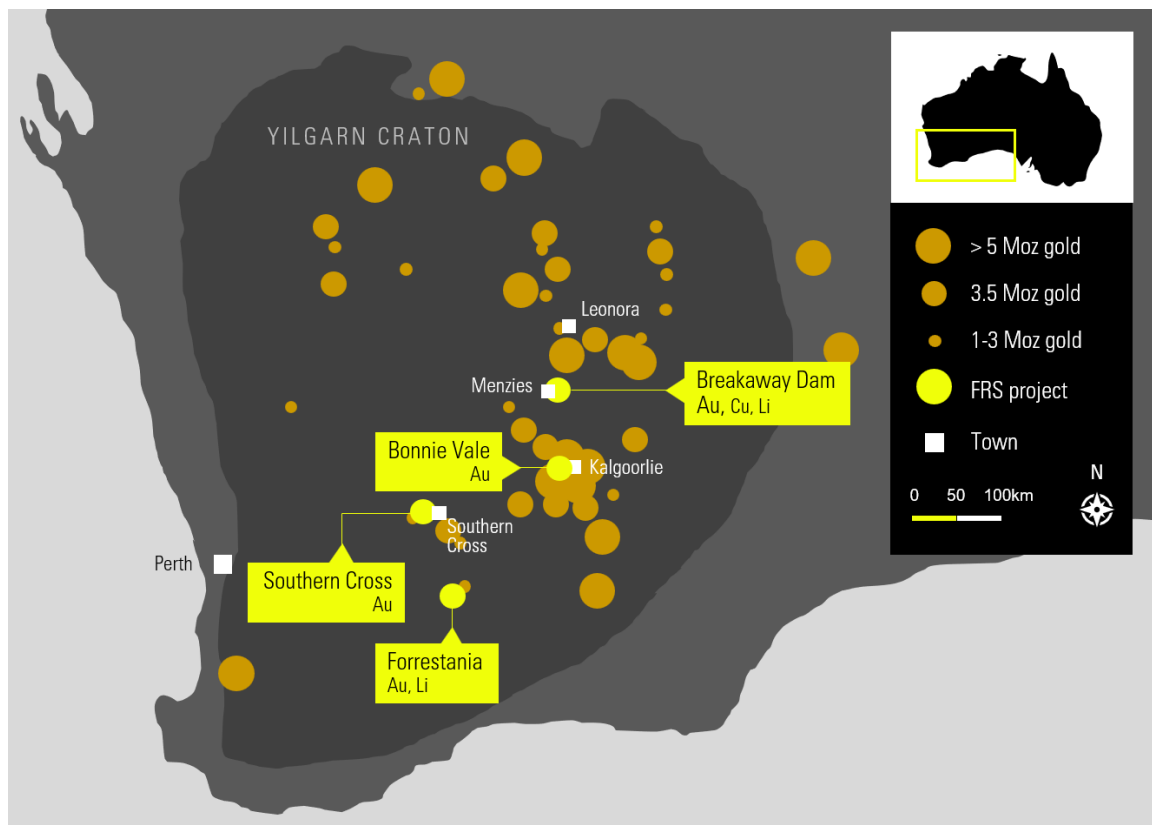 YILGARN CRATON
> 5 Moz gold
3.5 Moz gold
1-3 Moz gold
FRS project
Town
N
0 50 100km
Leonora
Menzies
Breakaway Dam
Au, Cu, Li
Bonnie Vale
Au
Kalgoorlie
Southern
Cross
Perth
Southern Cross
Au
Forrestania
Au, Li